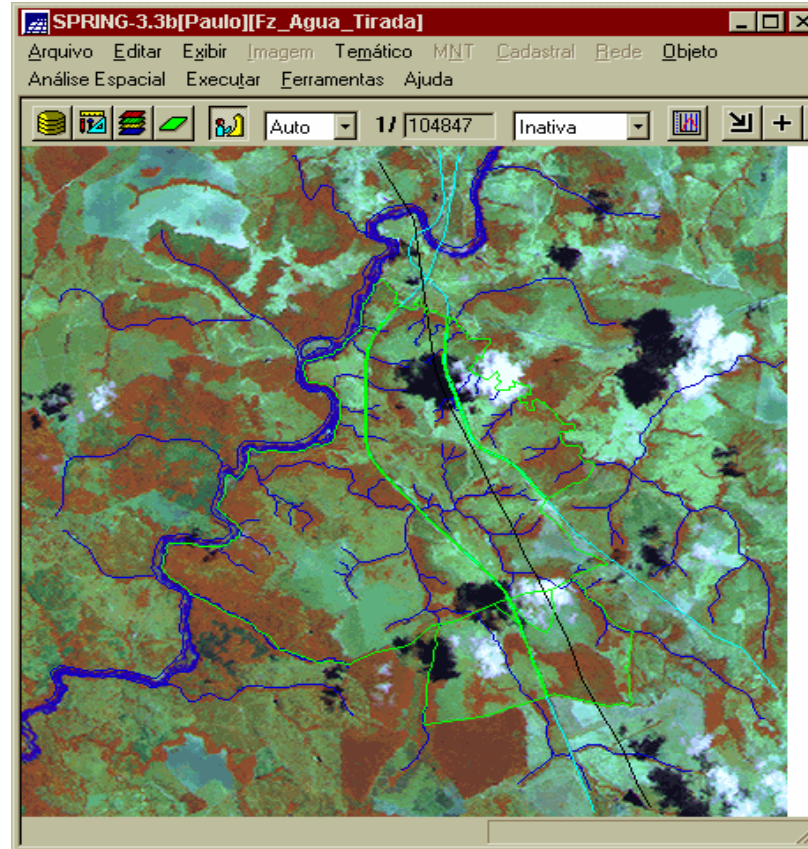 SPRING-3.3b[Paulo][Fz_Agua_Tirada]
Arquivo Editar Exibir Imagem Temático MNT Cadastral Rede Objeto
Análise Espacial Executar Ferramentas Ajuda
Auto 1/ 104847 Inativa